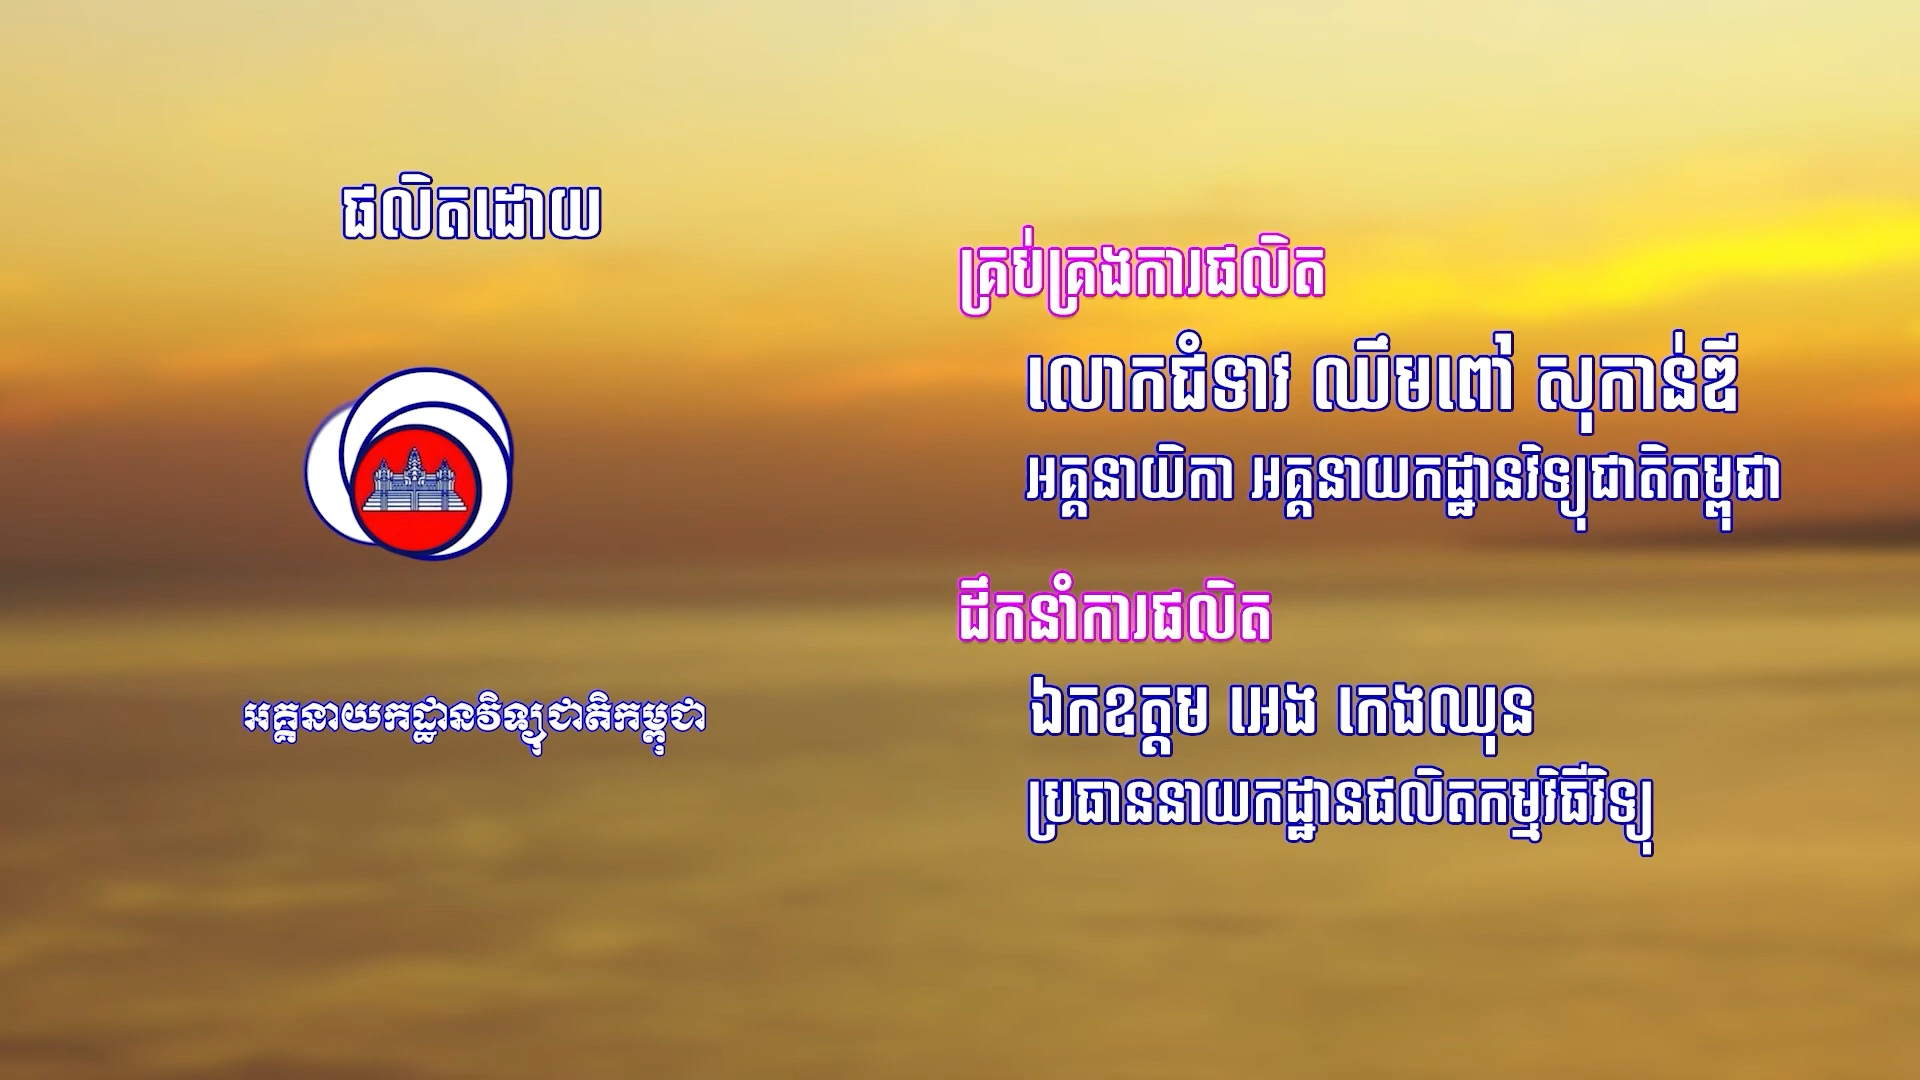 ផលិតដោយ
អគ្គនាយកដ្ឋានវិទ្យុជាតិកម្ពុជា
គ្រប់គ្រងការផលិត
លោកជំទាវ ឈឹមពៅ សុកាន់ឌី
អគ្គនាយិកា អគ្គនាយកដ្ឋានវិទ្យុជាតិកម្ពុជា
ដឹកនាំការផលិត
ឯកឧត្តម អេង កេងឈុន
ប្រធាននាយកដ្ឋានផលិតកម្មវិធីវិទ្យុ